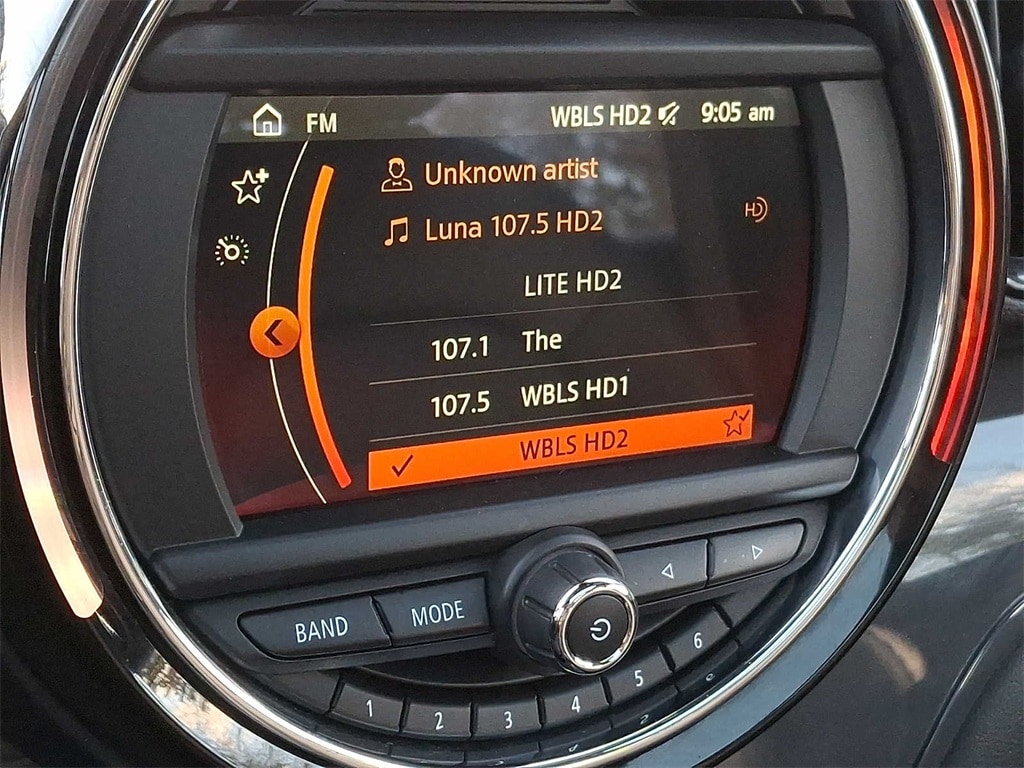 FM
WBLS HD2 9:05 am
Unknown artist
Luna 107.5 HD2
HD
LITE HD2
107.1 The
107.5 WBLS HD1
WBLS HD2
BAND
MODE
1 2 3 4 5 6